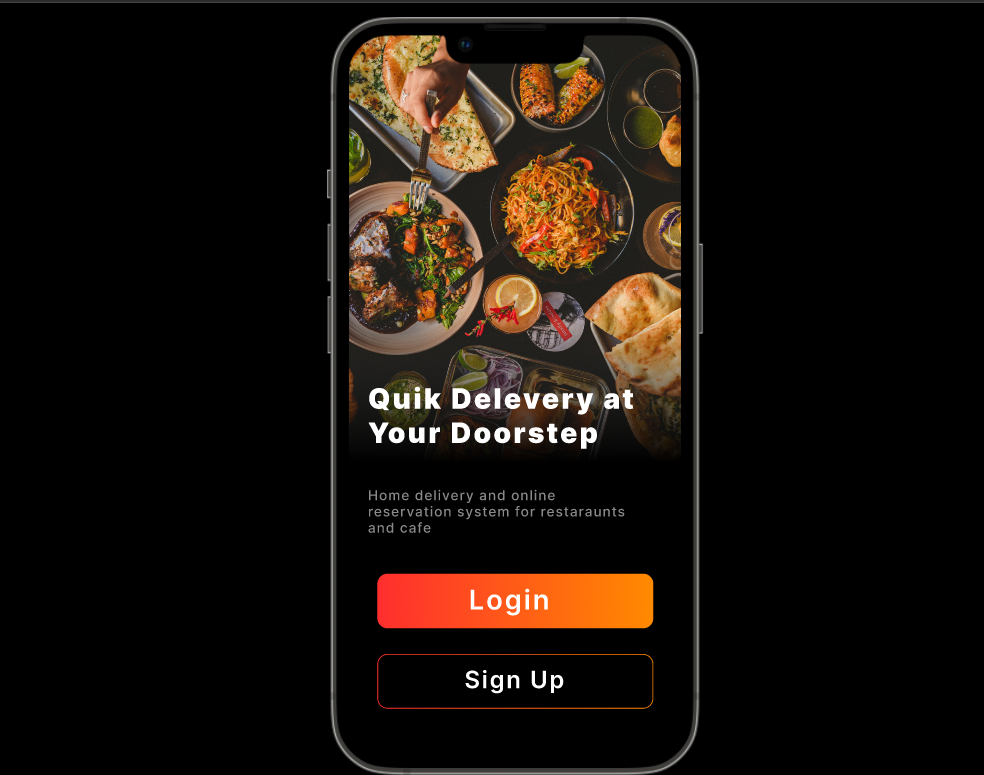 Quik Delevery at
Your Doorstep
Home delivery and online
reservation system for restaraunts
and cafe
Login
Sign Up